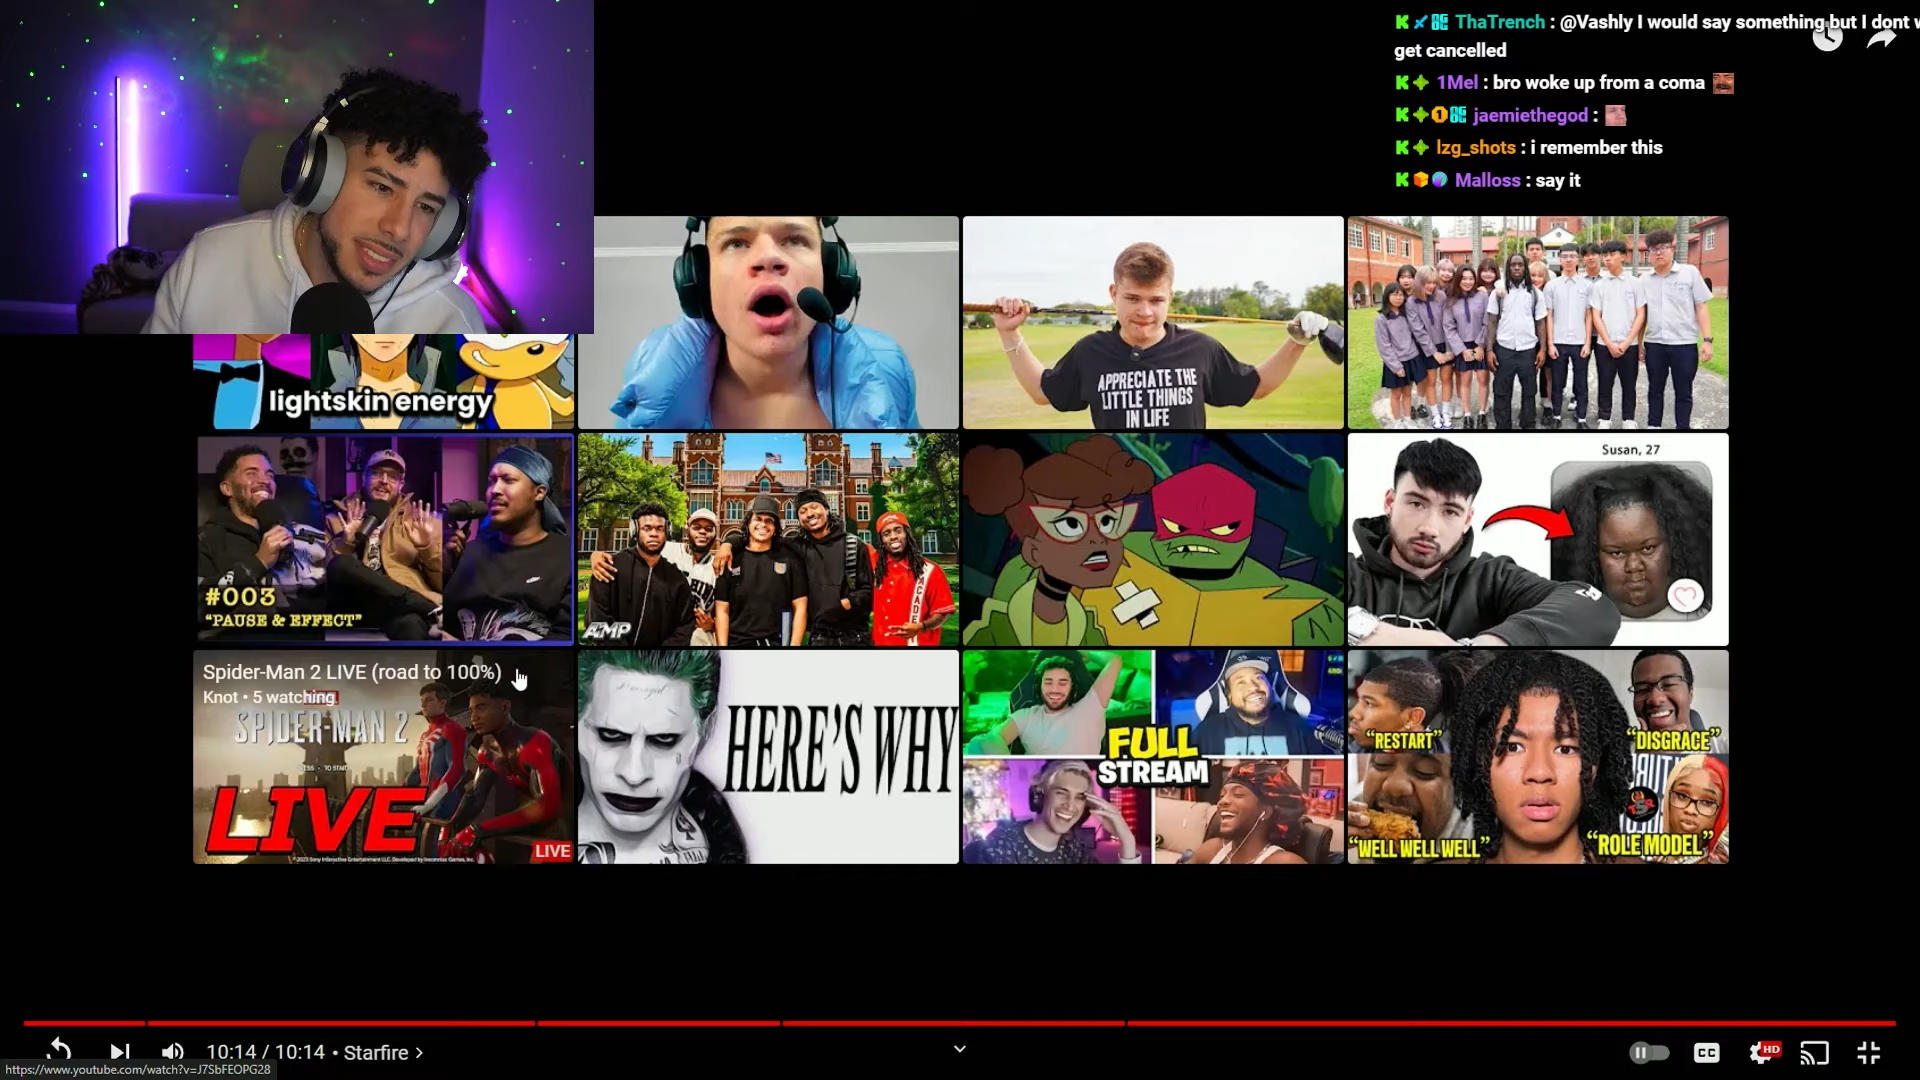 ThaTrench : @Vashly I would say something but I dont w
get cancelled
1Mel : bro woke up from a coma
jaemiethegod :
lzg_shots : i remember this
Malloss : say it
lightskin energy
APPRECIATE THE
LITTLE THINGS
IN LIFE
#003
"PAUSE & EFFECT"
AMP
Susan, 27
Spider-Man 2 LIVE (road to 100%)
Knot • 5 watching
SPIDER-MAN 2
LIVE
LIVE
HERE'S WHY
FULL
STREAM
"RESTART"
"DISGRACE"
"WELL WELL WELL"
"ROLE MODEL"
10:14 / 10:14 • Starfire >
CC
HD
https://www.youtube.com/watch?v=J7SbFEOPG28